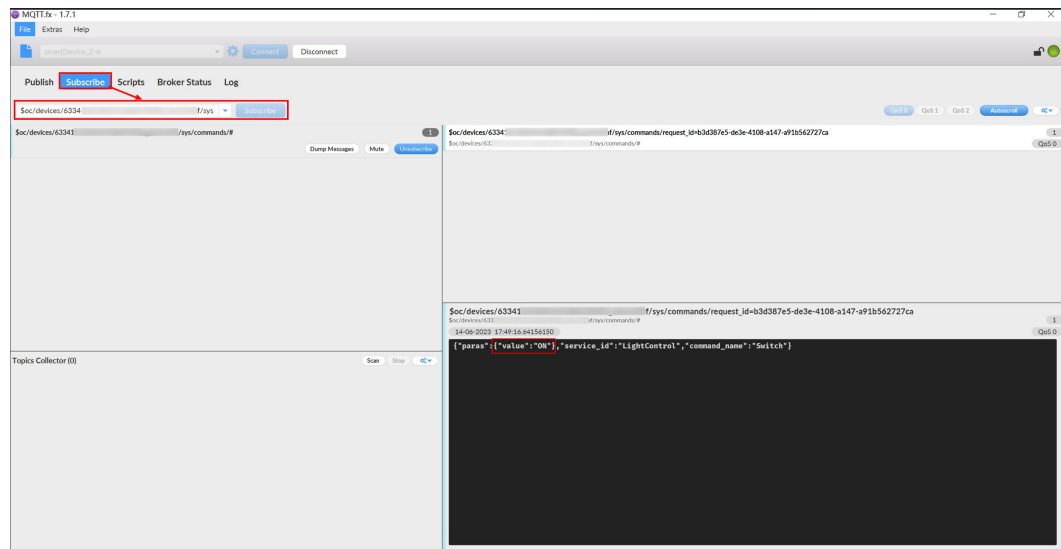 MQTT.fx - 1.7.1
File Extras Help
smartDevice_2-6 Connect Disconnect
Publish Subscribe Scripts Broker Status Log
$oc/devices/6334 f/sys Subscribe QoS 0 QoS 1 QoS 2 Autoscroll
$oc/devices/63341 /sys/commands/# 1
Dump Messages Mute Unsubscribe
$oc/devices/6334 f/sys/commands/request_id=b3d387e5-de3e-4108-a147-a91b562727ca 1
$oc/devices/63 f/sys/commands/# QoS 0
$oc/devices/63341 f/sys/commands/request_id=b3d387e5-de3e-4108-a147-a91b562727ca
$oc/devices/633 f/sys/commands/# 1
14-06-2023 17:49:16.64156150 QoS 0
{"paras":{"value":"ON"},"service_id":"LightControl","command_name":"Switch"}
Topics Collector (0) Scan Stop